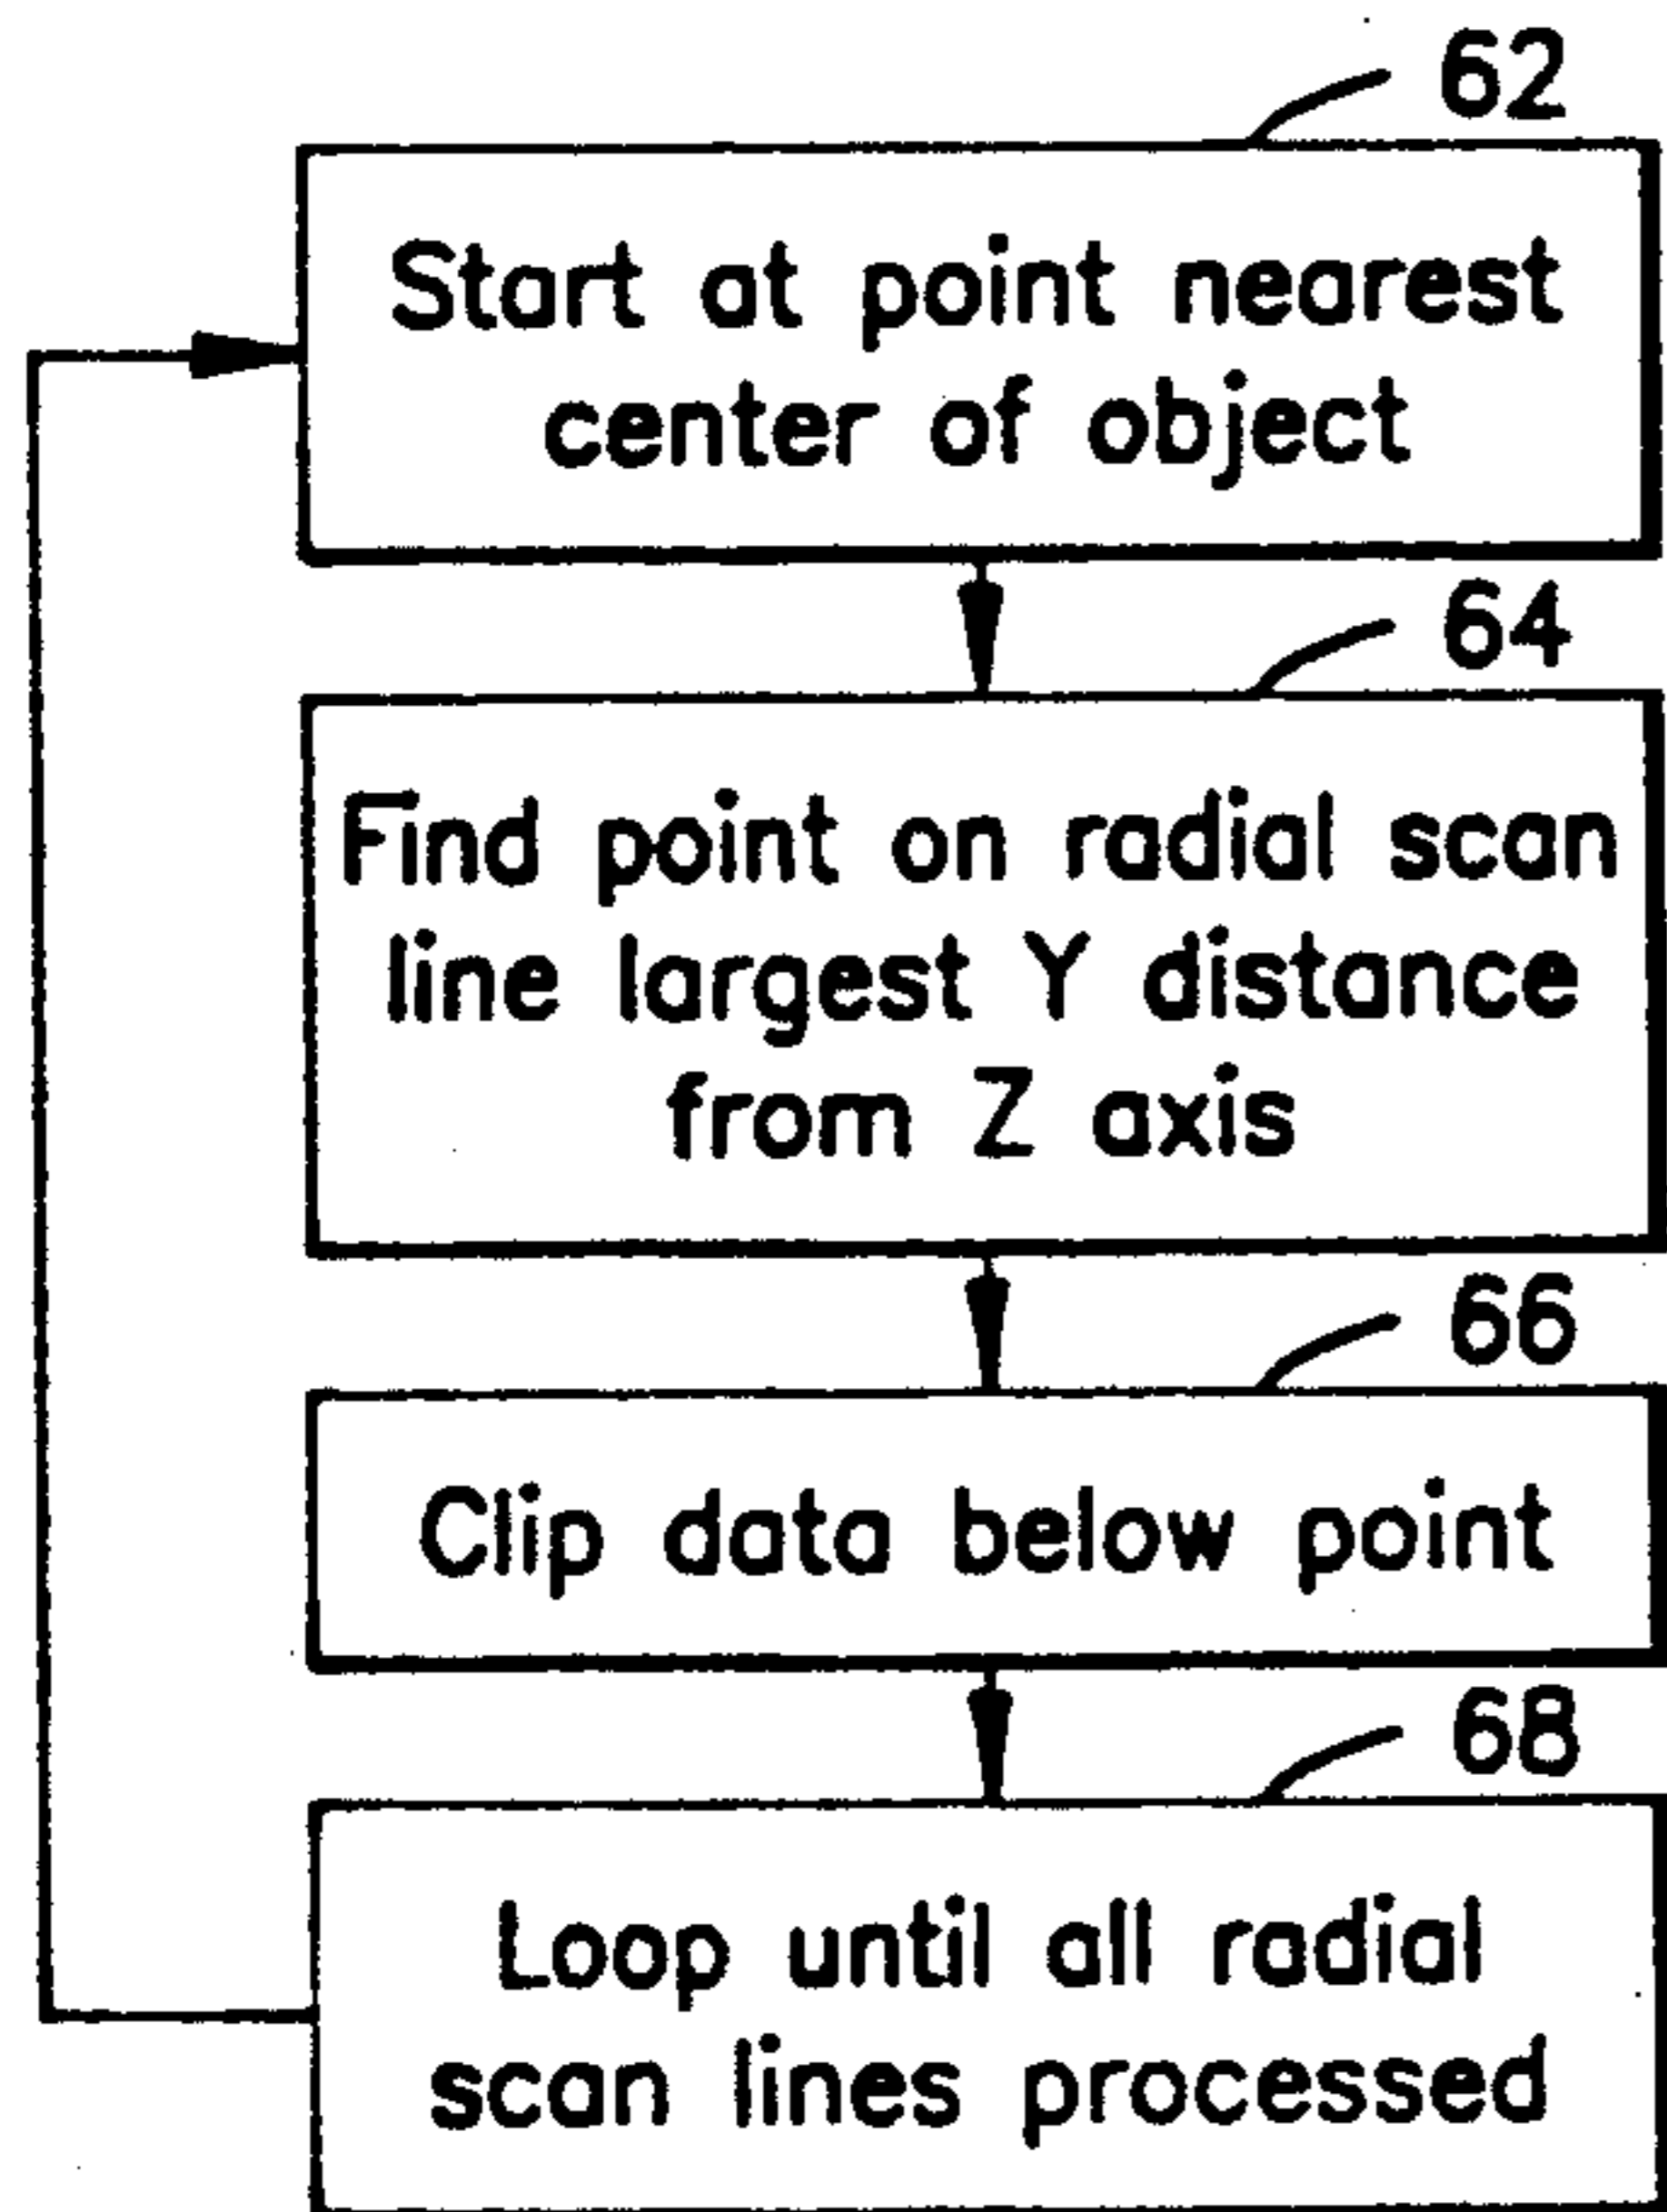 62
Start at point nearest
center of object
64
Find point on radial scan
line largest Y distance
from Z axis
66
Clip data below point
68
Loop until all radial
scan lines processed